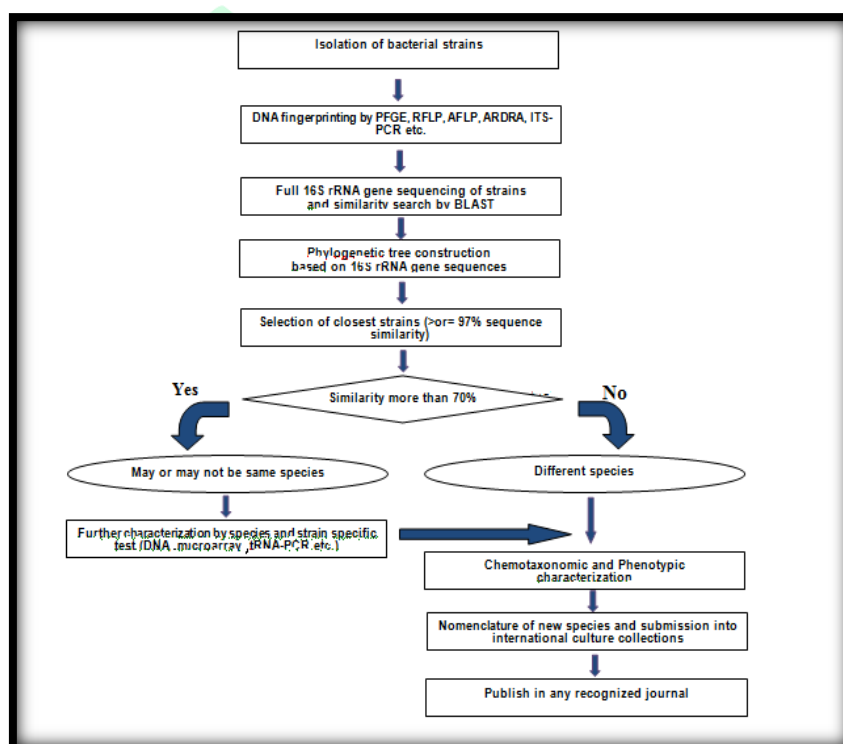 Isolation of bacterial strains
DNA fingerprinting by PFGE, RFLP, AFLP, ARDRA, ITS-
PCR etc.
Full 16S rRNA gene sequencing of strains
and similarity search by BLAST
Phylogenetic tree construction
based on 16S rRNA gene sequences
Selection of closest strains (>or= 97% sequence
similarity)
Yes
Similarity more than 70%
No
May or may not be same species
Different species
Further characterization by species and strain specific
test (DNA microarray ,tRNA-PCR etc.)
Chemotaxonomic and Phenotypic
characterization
Nomenclature of new species and submission into
international culture collections
Publish in any recognized journal